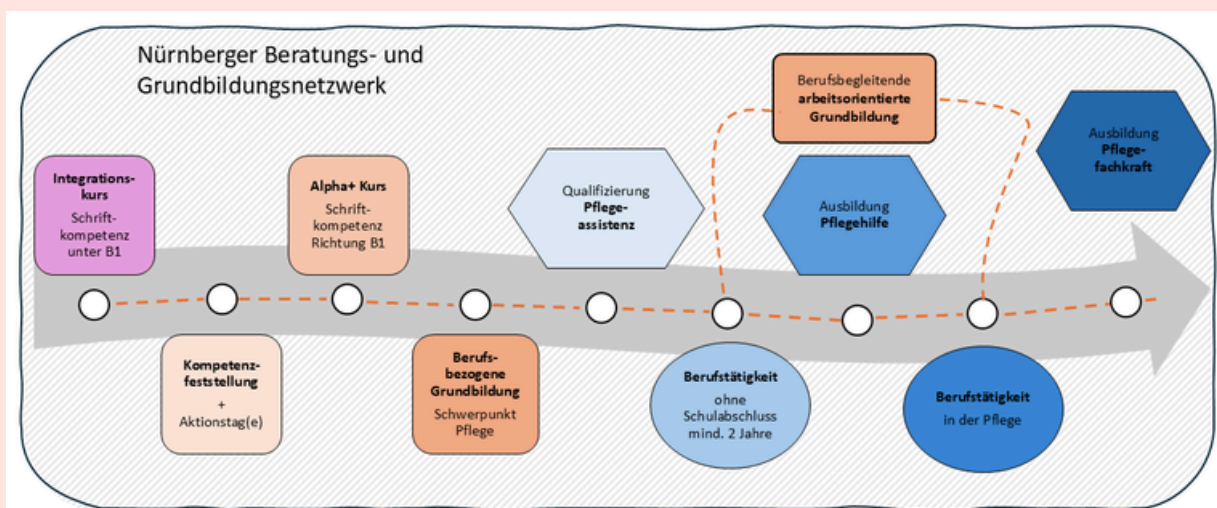 Nürnberger Beratungs- und
Grundbildungsnetzwerk
Integrations-
kurs
Schrift-
kompetenz
unter B1
Kompetenz-
feststellung
+
Aktionstag(e)
Alpha+ Kurs
Schrift-
kompetenz
Richtung B1
Berufs-
bezogene
Grundbildung
Schwerpunkt
Pflege
Qualifizierung
Pflege-
assistenz
Berufstätigkeit
ohne
Schulabschluss
mind. 2 Jahre
Berufsbegleitende
arbeitsorientierte
Grundbildung
Ausbildung
Pflegehilfe
Berufstätigkeit
in der Pflege
Ausbildung
Pflege-
fachkraft